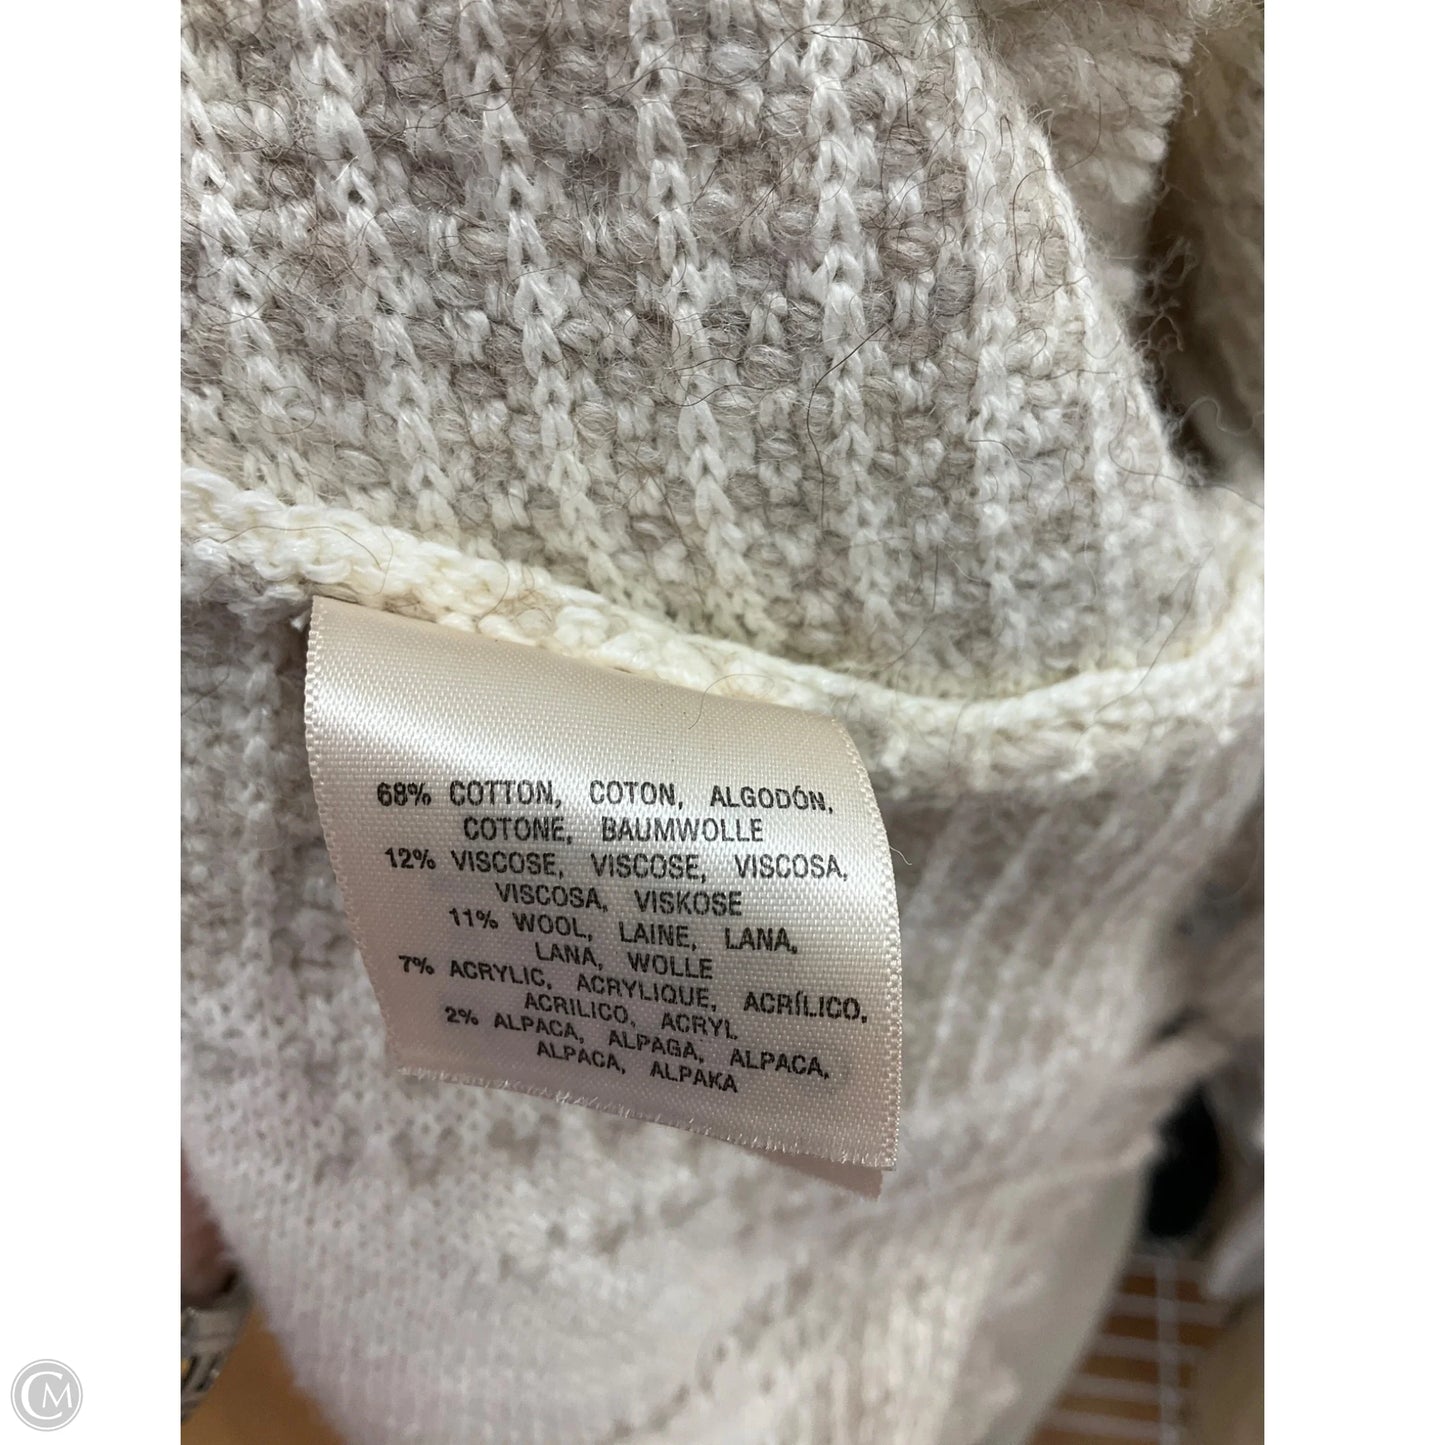 68% COTTON, COTON, ALGODÓN,
COTONE, BAUMWOLLE
12% VISCOSE, VISCOSE, VISCOSA,
VISCOSA, VISKOSE
11% WOOL, LAINE, LANA,
LANA, WOLLE
7% ACRYLIC, ACRYLIQUE, ACRÍLICO,
ACRILICO, ACRYL
2% ALPACA, ALPAGA, ALPACA,
ALPACA, ALPAKA
CM